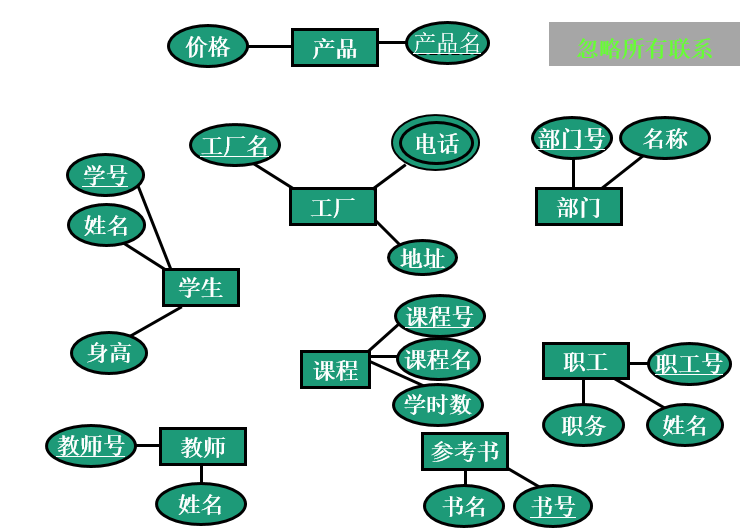 价格
产品
产品名
忽略所有联系
工厂名
电话
部门号
名称
学号
姓名
工厂
部门
地址
学生
课程号
身高
课程
课程名
职工
职工号
学时数
教师号
教师
职务
姓名
参考书
姓名
书名
书号